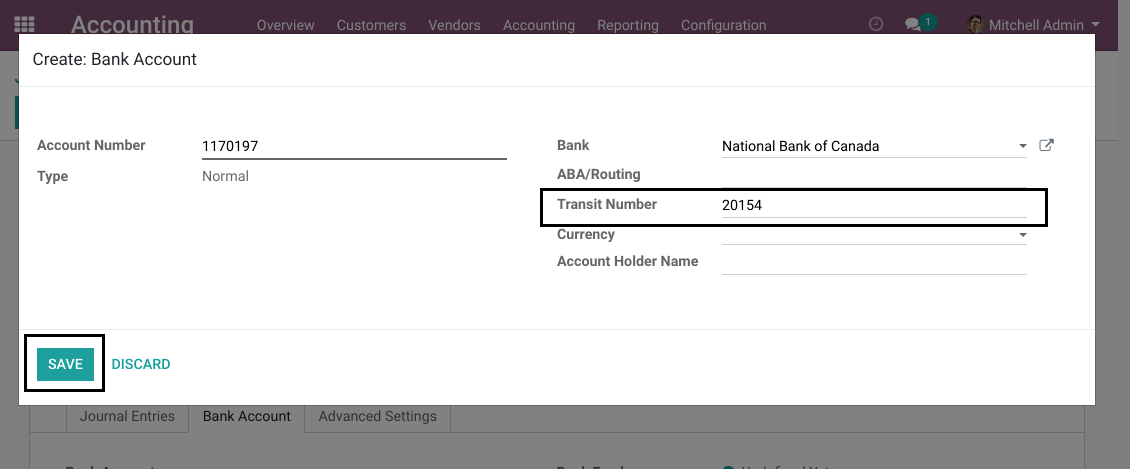 Accounting Overview Customers Vendors Accounting Reporting Configuration 1 Mitchell Admin
Create: Bank Account
Account Number 1170197
Type Normal
Bank National Bank of Canada
ABA/Routing
Transit Number 20154
Currency
Account Holder Name
SAVE DISCARD
Journal Entries Bank Account Advanced Settings